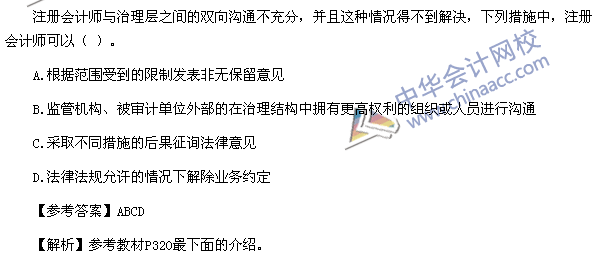 注册会计师与治理层之间的双向沟通不充分，并且这种情况得不到解决，下列措施中，注册
会计师可以（ ）。
A.根据范围受到的限制发表非无保留意见
B.监管机构、被审计单位外部的在治理结构中拥有更高权利的组织或人员进行沟通
C.采取不同措施的后果征询法律意见
D.法律法规允许的情况下解除业务约定
【参考答案】ABCD
【解析】参考教材P320最下面的介绍。
中华会计网校
www.chinaacc.com